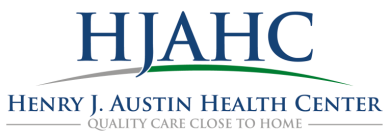 HJAHC
HENRY J. AUSTIN HEALTH CENTER
QUALITY CARE CLOSE TO HOME